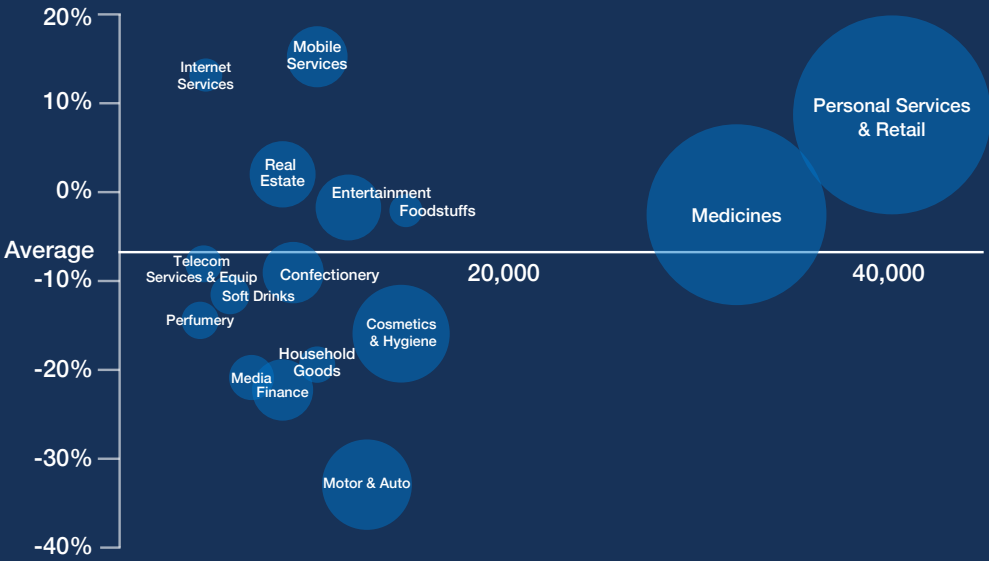 20%
Mobile
Services
Internet
Services
10%
Personal Services
& Retail
Real
Estate
0%
Entertainment
Foodstuffs
Medicines
Average
Telecom
Services & Equip
Confectionery
20,000
40,000
-10%
Soft Drinks
Perfumery
Cosmetics
& Hygiene
Household
Goods
-20%
Media
Finance
-30%
Motor & Auto
-40%